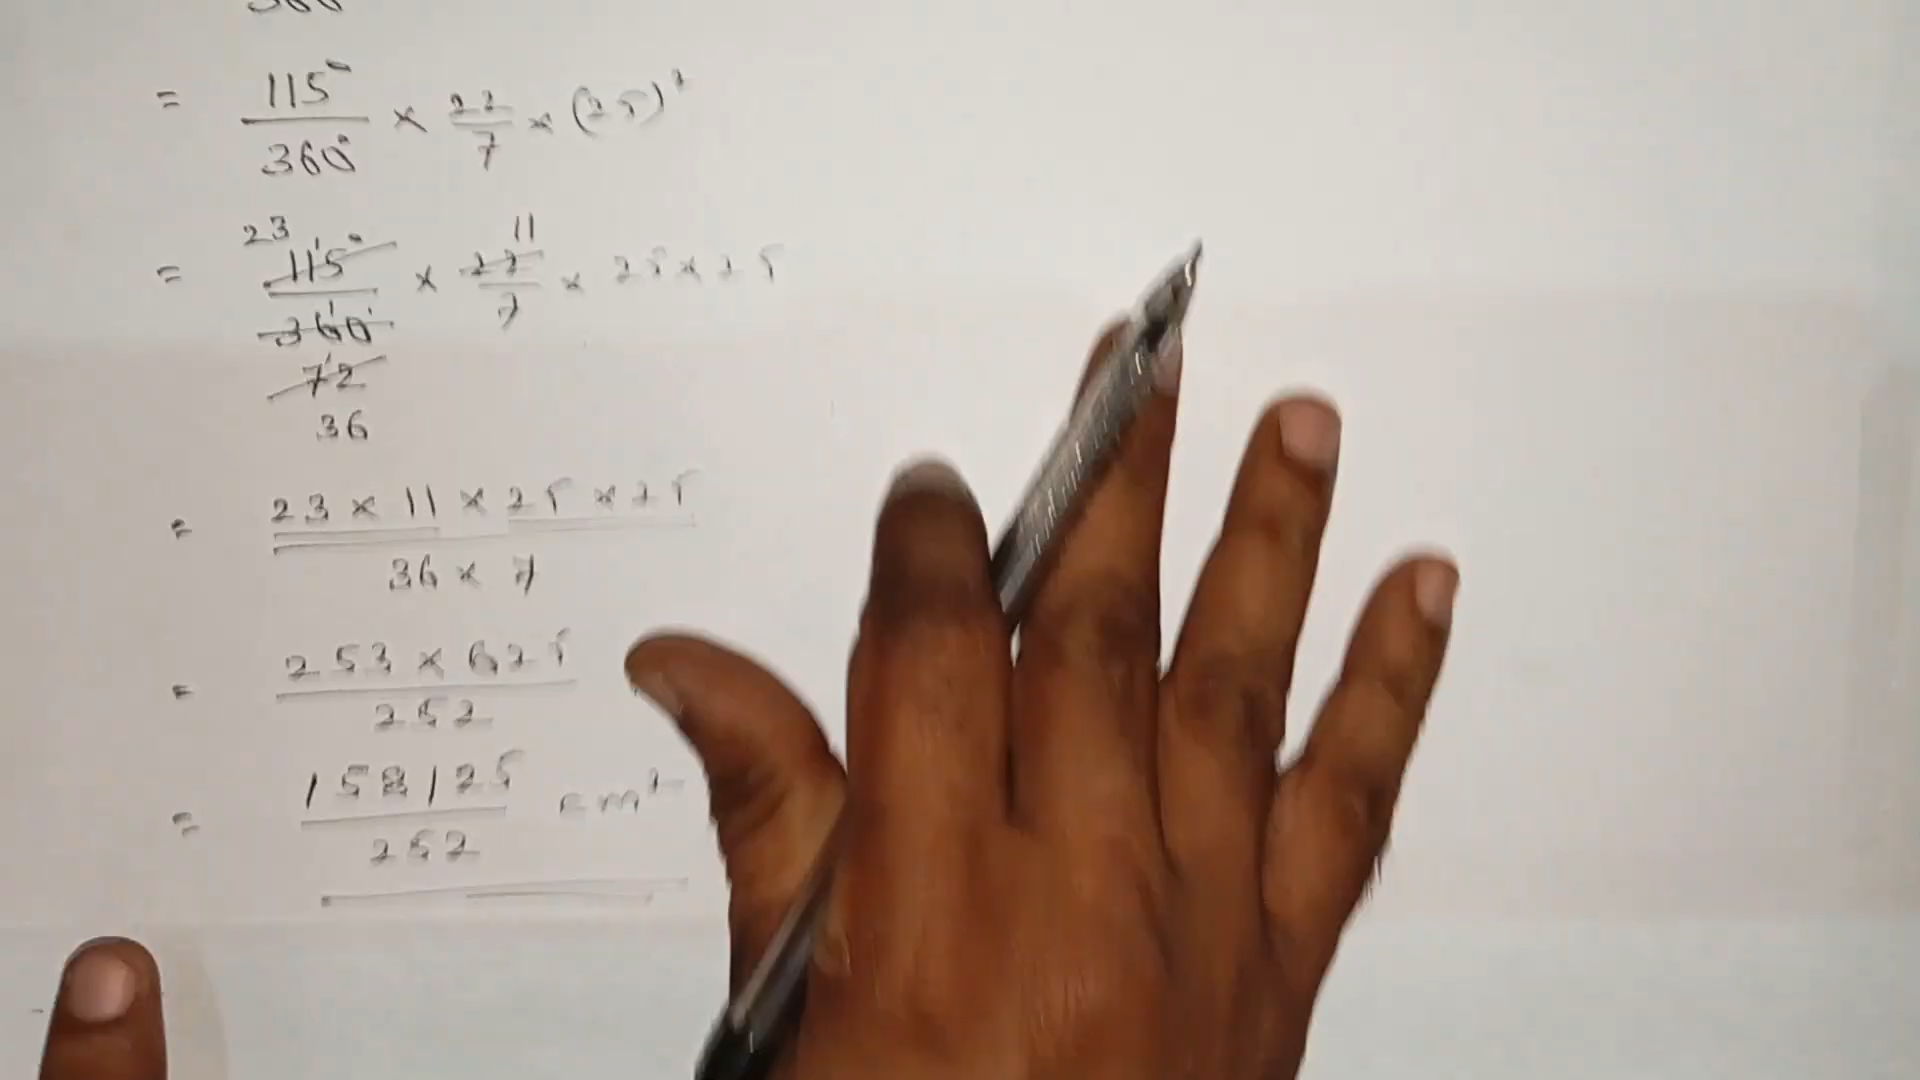 360
= 115° / 360° × 22 / 7 × (25)²
23 11
= 115° / 360° × 22 / 7 × 25 × 25
72
36
= 23 × 11 × 25 × 25 / 36 × 7
= 253 × 625 / 252
= 158125 / 252 cm²